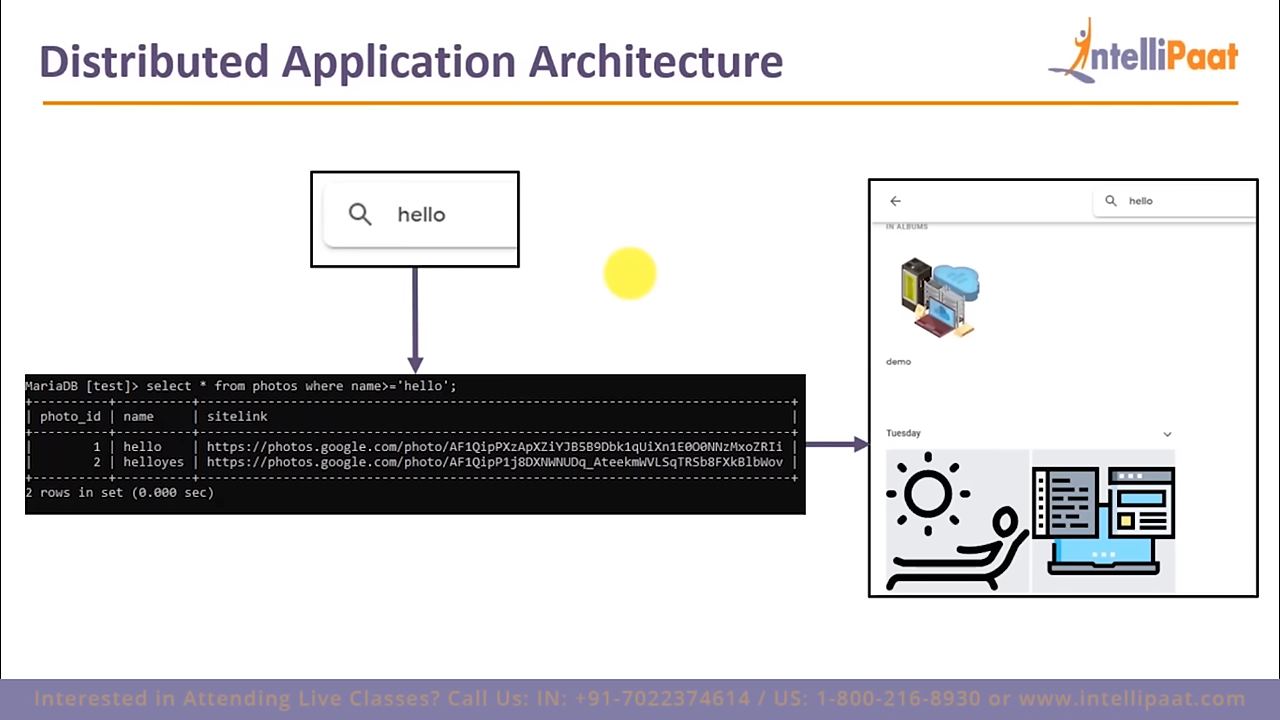 Distributed Application Architecture
IntelliPaat
hello
MariaDB [test]> select * from photos where name>='hello';
| photo_id | name | sitelink |
| 1 | hello | https://photos.google.com/photo/AF1QipPXzApXZiYJB5B9Dbk1qUiXn1E0O0NNzMxoZRIi |
| 2 | helloyes | https://photos.google.com/photo/AF1QipP1j8DXNWNUDq_AteekmWVLSqTRSb8FXkBlbWov |
2 rows in set (0.000 sec)
hello
IN ALBUMS
demo
Tuesday
Interested in Attending Live Classes? Call Us: IN: +91-7022374614 / US: 1-800-216-8930 or www.intellipaat.com